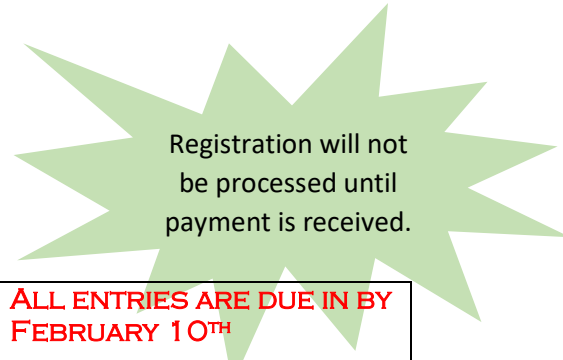 Registration will not
be processed until
payment is received.
ALL ENTRIES ARE DUE IN BY
FEBRUARY 10TH